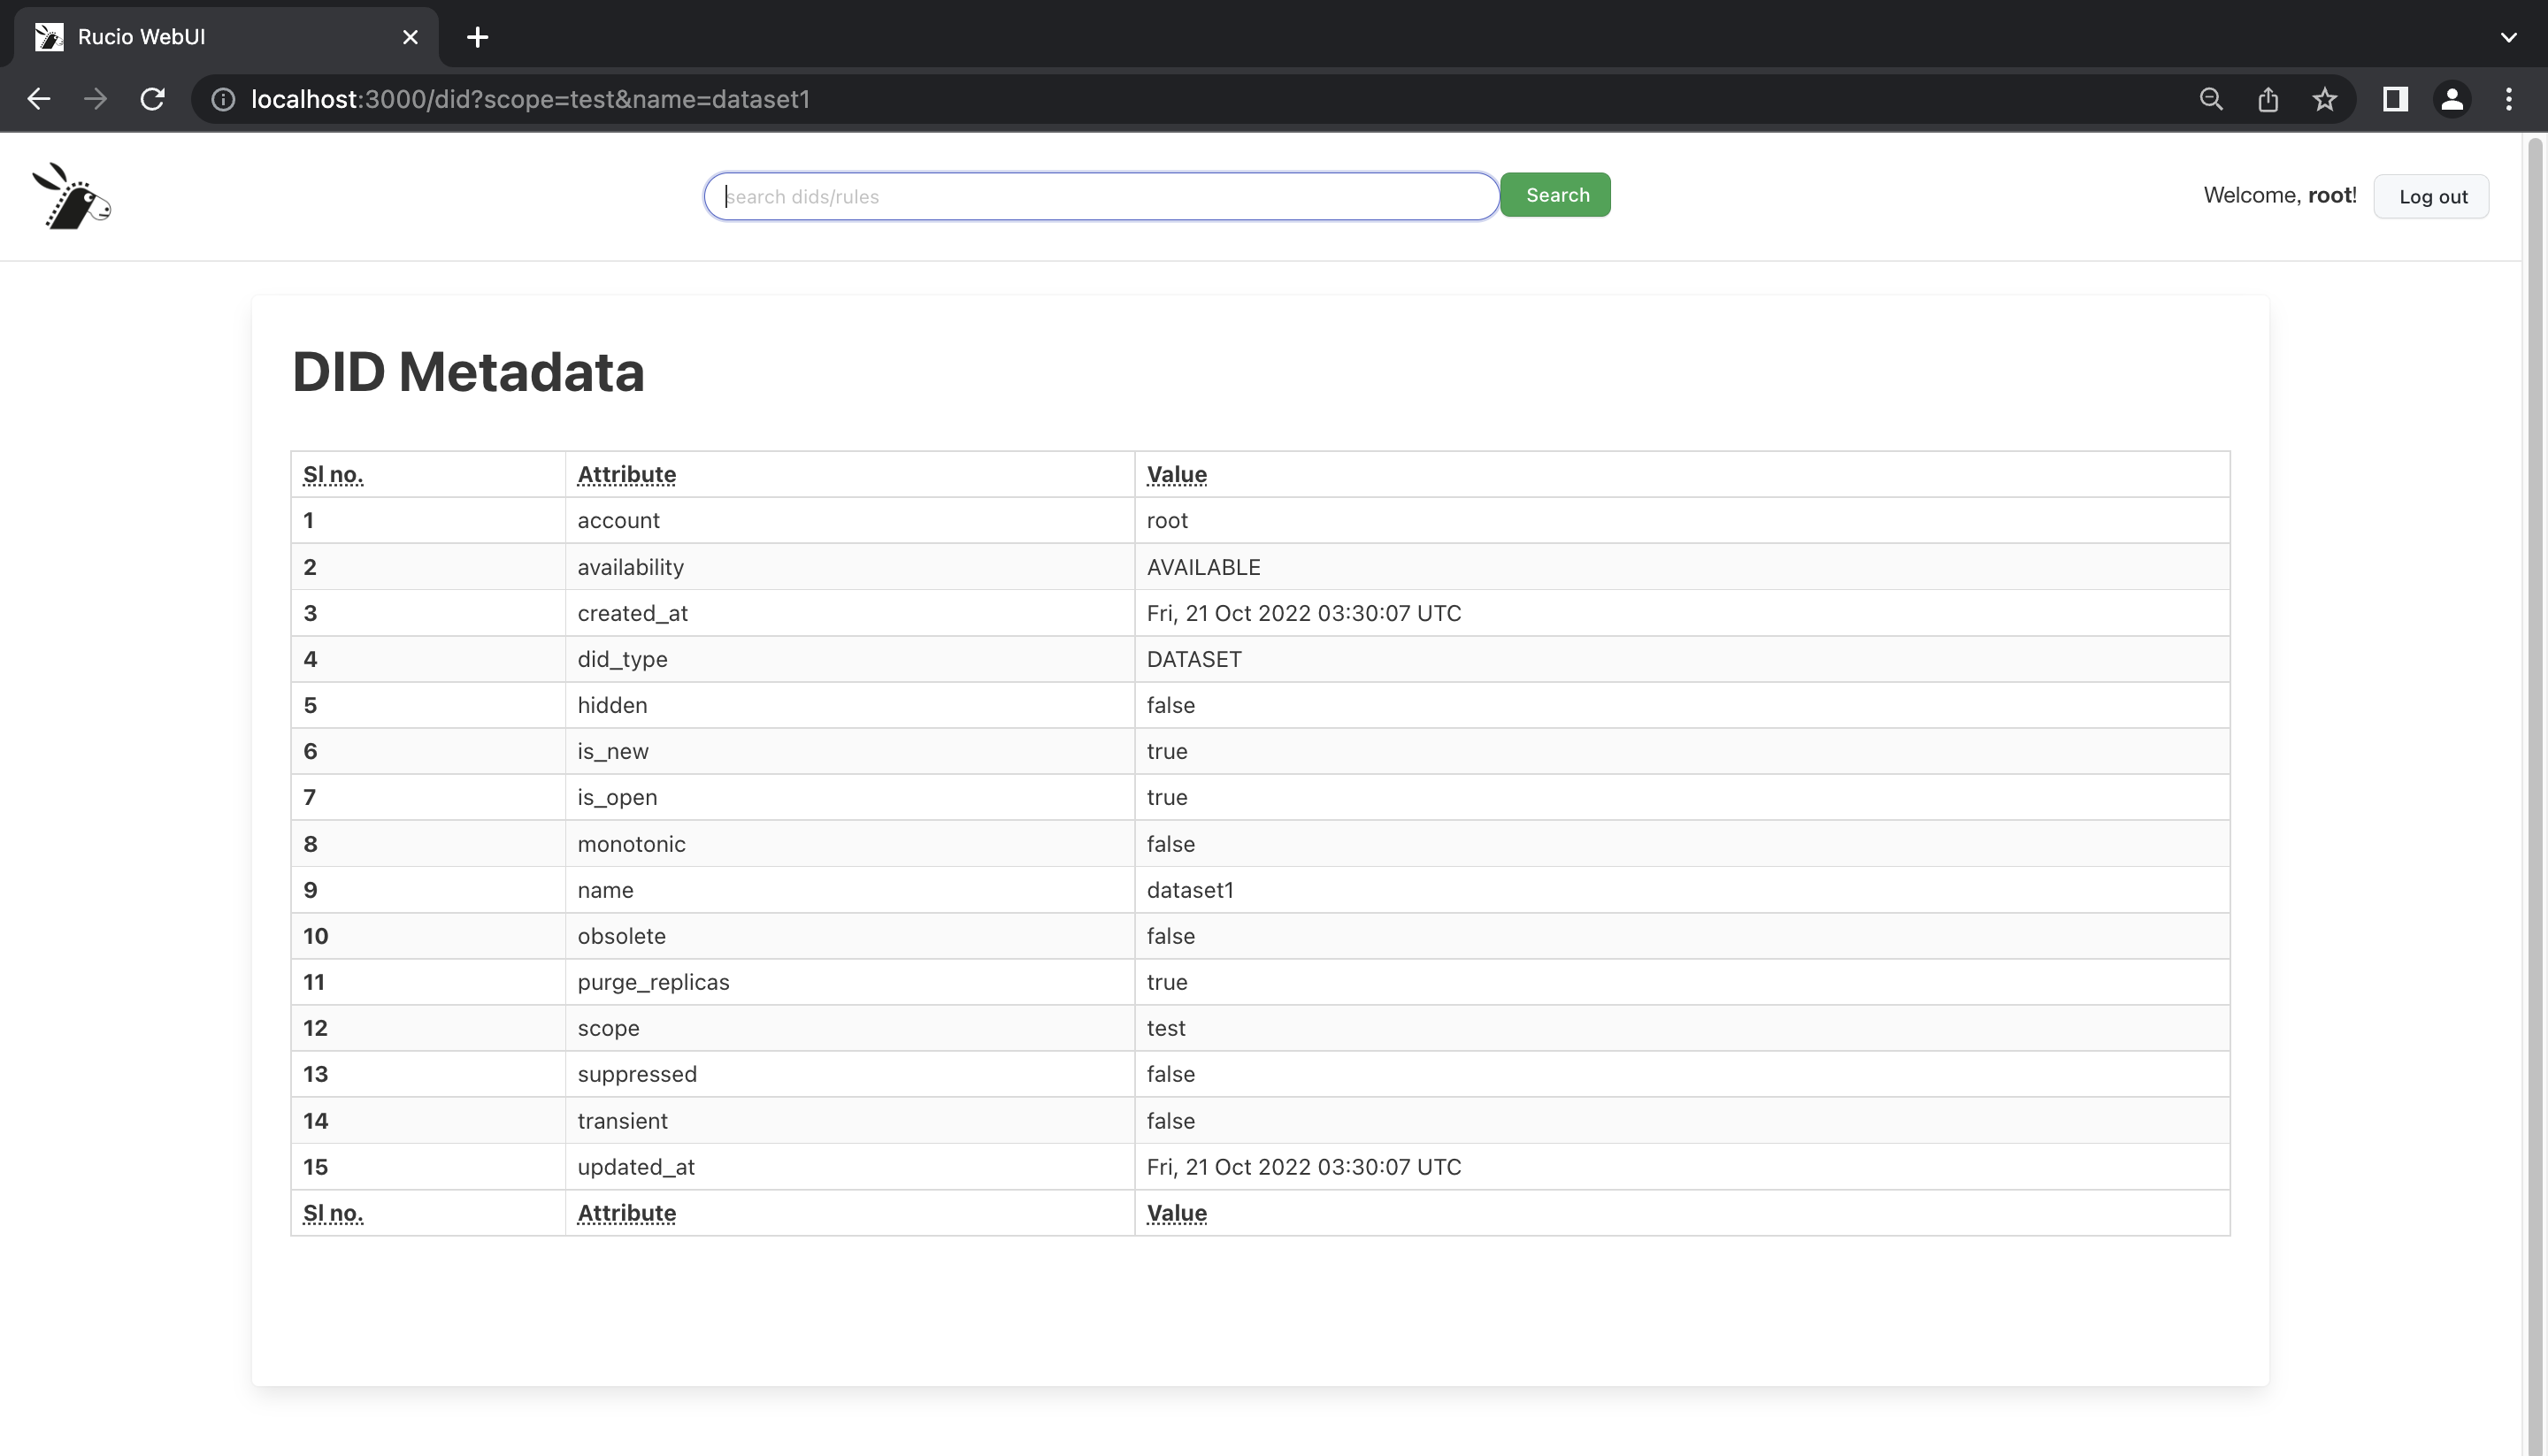 Rucio WebUI
localhost:3000/did?scope=test&name=dataset1
search dids/rules Search Welcome, root! Log out
DID Metadata
Sl no. Attribute Value
1 account root
2 availability AVAILABLE
3 created_at Fri, 21 Oct 2022 03:30:07 UTC
4 did_type DATASET
5 hidden false
6 is_new true
7 is_open true
8 monotonic false
9 name dataset1
10 obsolete false
11 purge_replicas true
12 scope test
13 suppressed false
14 transient false
15 updated_at Fri, 21 Oct 2022 03:30:07 UTC
Sl no. Attribute Value